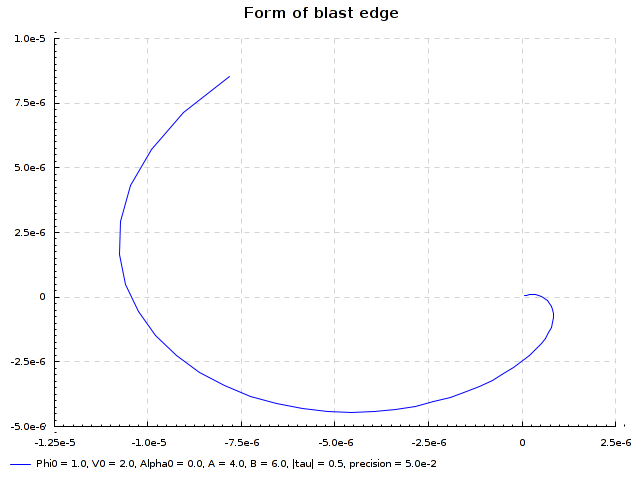 Form of blast edge
1.0e-5
7.5e-6
5.0e-6
2.5e-6
0
-2.5e-6
-5.0e-6
-1.25e-5 -1.0e-5 -7.5e-6 -5.0e-6 -2.5e-6 0 2.5e-6
Phi0 = 1.0, V0 = 2.0, Alpha0 = 0.0, A = 4.0, B = 6.0, |tau| = 0.5, precision = 5.0e-2